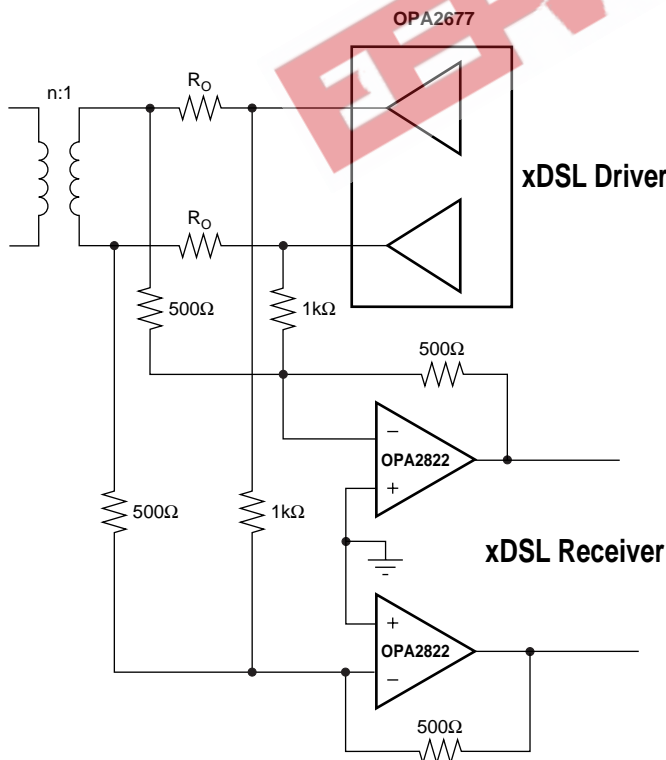 OPA2677
n:1
R_O
xDSL Driver
R_O
500Ω
1kΩ
500Ω
−
OPA2822
+
500Ω
1kΩ
xDSL Receiver
+
OPA2822
−
500Ω